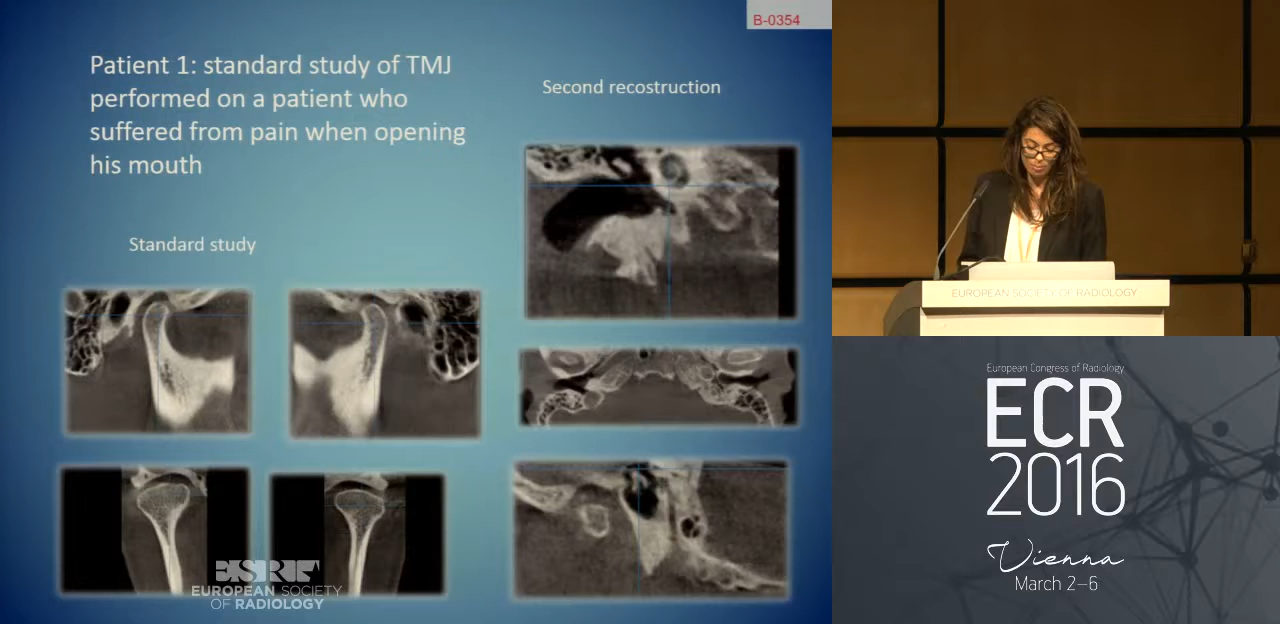 B-0354
Patient 1: standard study of TMJ
performed on a patient who
suffered from pain when opening
his mouth
Second recostruction
Standard study
ESR
EUROPEAN SOCIETY
OF RADIOLOGY
EUROPEAN SOCIETY OF RADIOLOGY
European Congress of Radiology
ECR
2016
Vienna
March 2–6